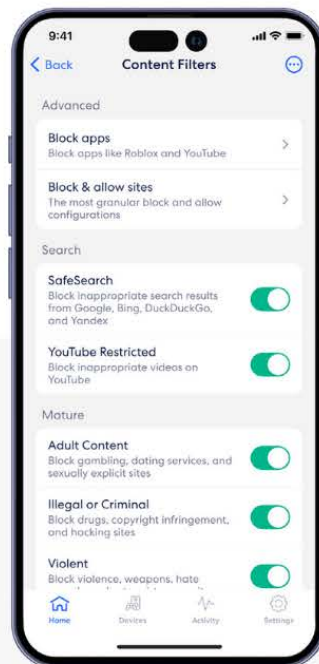 9:41
Back
Content Filters
Advanced
Block apps
Block apps like Roblox and YouTube
Block & allow sites
The most granular block and allow
configurations
Search
SafeSearch
Block inappropriate search results
from Google, Bing, DuckDuckGo,
and Yandex
YouTube Restricted
Block inappropriate videos on
YouTube
Mature
Adult Content
Block gambling, dating services, and
sexually explicit sites
Illegal or Criminal
Block drugs, copyright infringement,
and hacking sites
Violent
Block violence, weapons, hate
Home
Devices
Activity
Settings